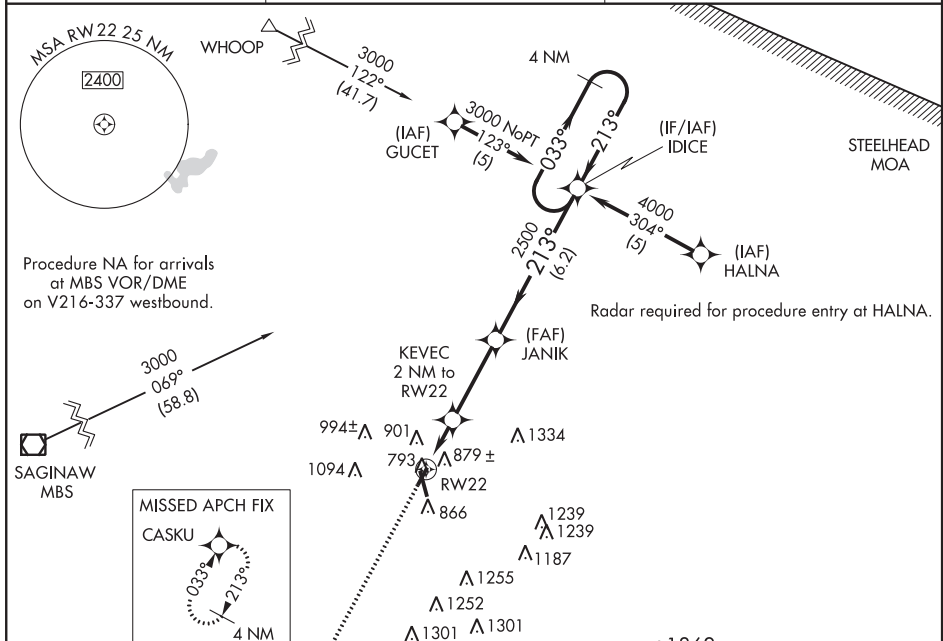 MSA RW22 25 NM
2400
WHOOP
3000
122°
(41.7)
4 NM
(IAF)
GUCET
3000 NoPT
123°
(5)
033°
213°
(IF/IAF)
IDICE
STEELHEAD
MOA
4000
304°
(5)
(IAF)
HALNA
2500
213°
(6.2)
Procedure NA for arrivals
at MBS VOR/DME
on V216-337 westbound.
Radar required for procedure entry at HALNA.
3000
069°
(58.8)
SAGINAW
MBS
(FAF)
JANIK
KEVEC
2 NM to
RW22
994±
901
1334
1094
793
879 ±
RW22
866
MISSED APCH FIX
CASKU
033°
213°
4 NM
1239
1239
1187
1255
1252
1301
1301